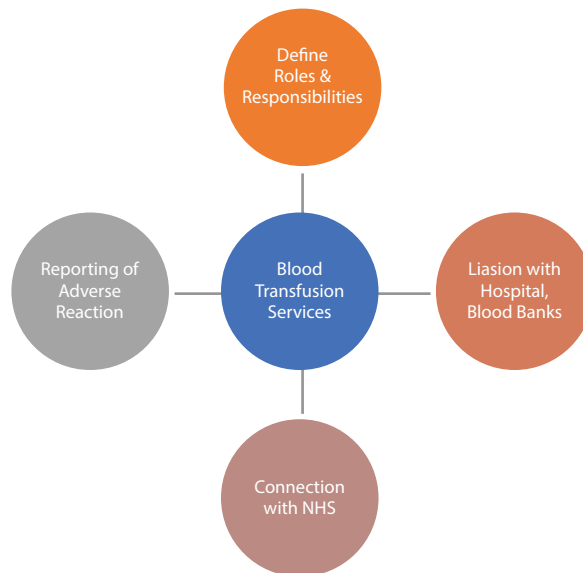 Define
Roles &
Responsibilities
Reporting of
Adverse
Reaction
Blood
Transfusion
Services
Liasion with
Hospital,
Blood Banks
Connection
with NHS